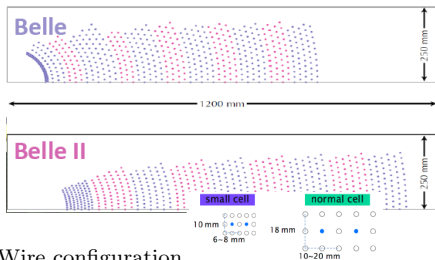 Belle
250 mm
1200 mm
Belle II
250 mm
small cell
normal cell
10 mm
6~8 mm
18 mm
10~20 mm
Wire configuration